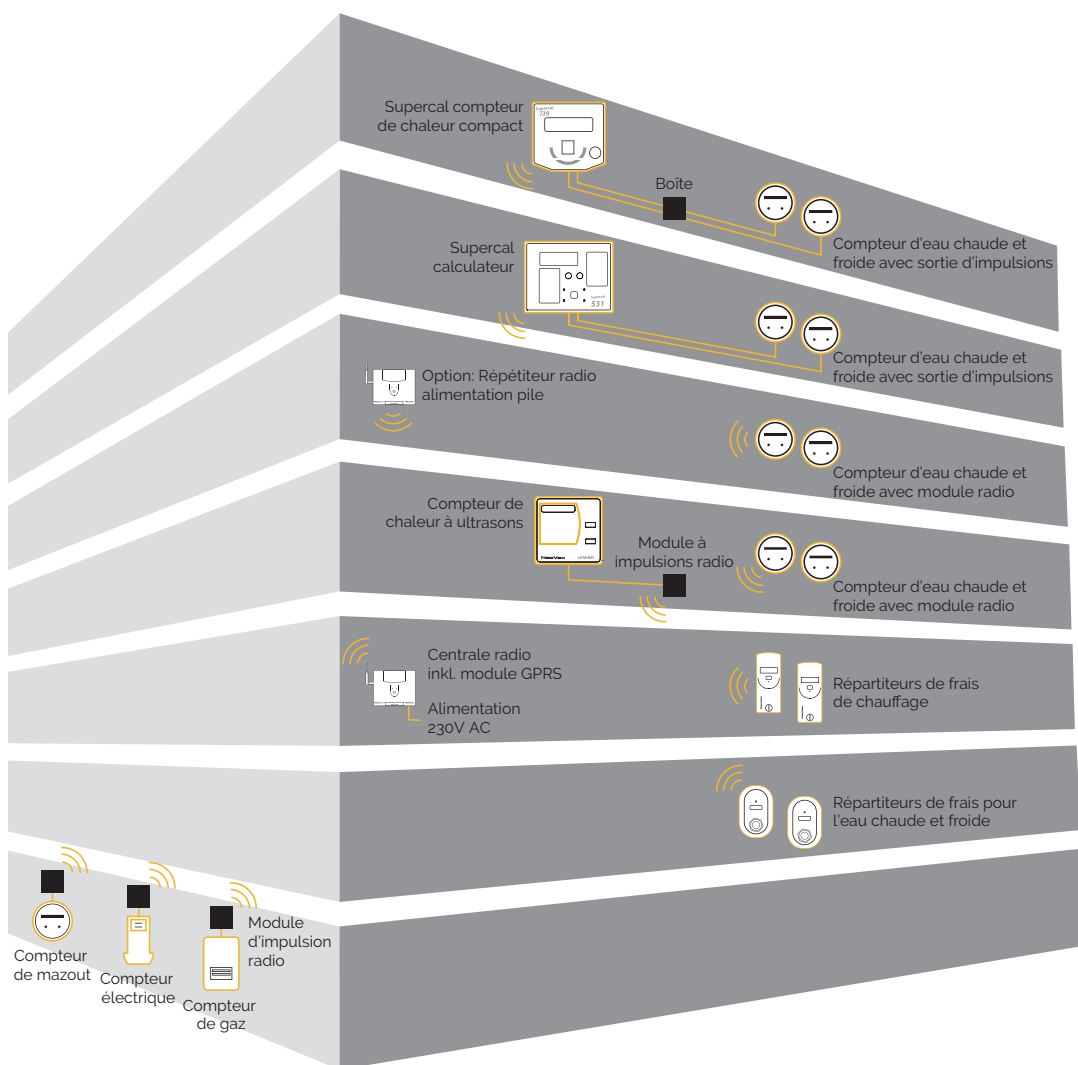 Supercal compteur
de chaleur compact
Supercal
739
Boîte
Compteur d'eau chaude et
froide avec sortie d'impulsions
Supercal
calculateur
Supercal
531
Compteur d'eau chaude et
froide avec sortie d'impulsions
Option: Répétiteur radio
alimentation pile
Compteur d'eau chaude et
froide avec module radio
Compteur de
chaleur à ultrasons
ULTRAHEAT
Module à
impulsions radio
Compteur d'eau chaude et
froide avec module radio
Centrale radio
inkl. module GPRS
Alimentation
230V AC
Répartiteurs de frais
de chauffage
Répartiteurs de frais pour
l'eau chaude et froide
Module
d'impulsion
radio
Compteur
de mazout
Compteur
électrique
Compteur
de gaz